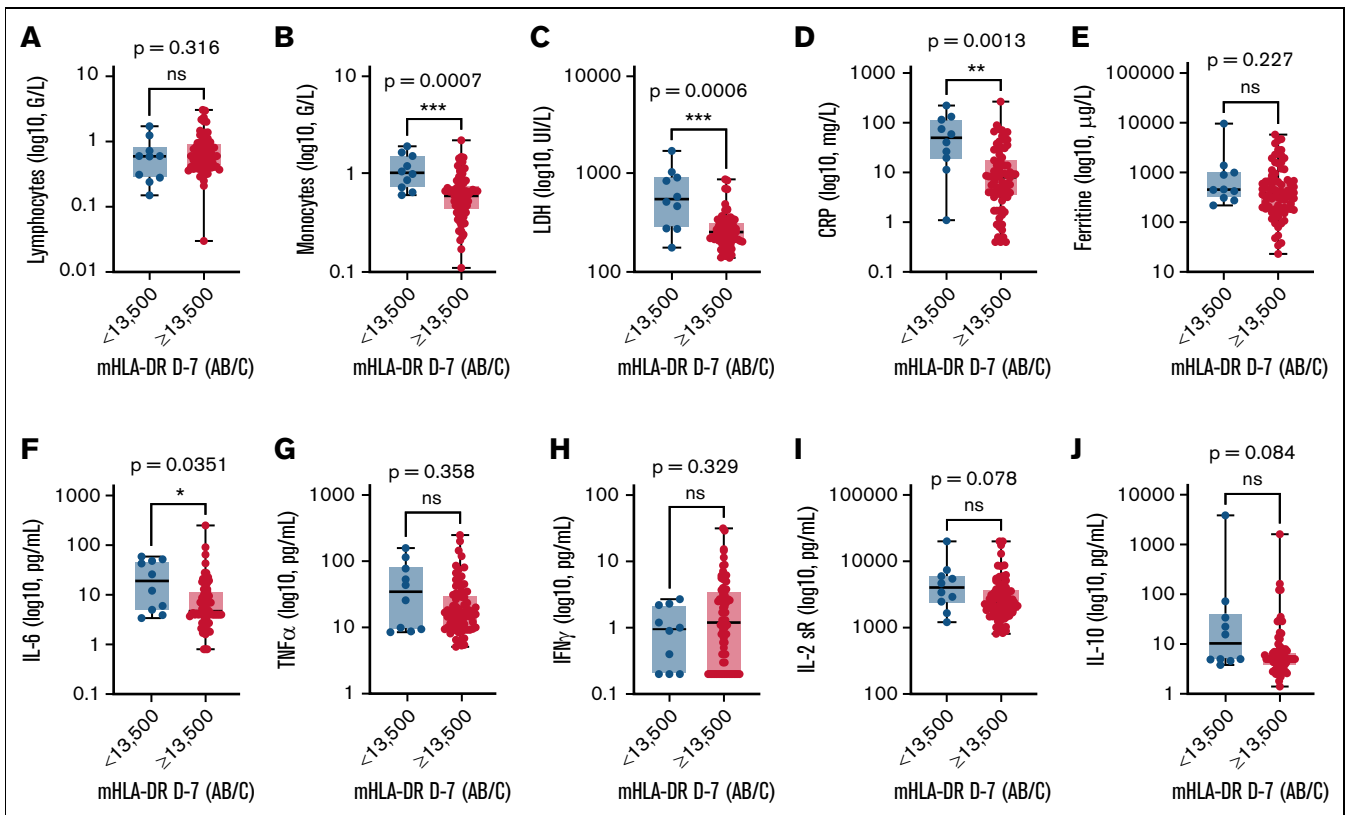 A
p = 0.316
ns
Lymphocytes (log10, G/L)
10
1
0.1
0.01
<13,500
≥13,500
mHLA-DR D-7 (AB/C)
B
p = 0.0007
***
Monocytes (log10, G/L)
10
1
0.1
<13,500
≥13,500
mHLA-DR D-7 (AB/C)
C
p = 0.0006
***
LDH (log10, UI/L)
10000
1000
100
<13,500
≥13,500
mHLA-DR D-7 (AB/C)
D
p = 0.0013
**
CRP (log10, mg/L)
1000
100
10
1
0.1
<13,500
≥13,500
mHLA-DR D-7 (AB/C)
E
p = 0.227
ns
Ferritine (log10, µg/L)
100000
10000
1000
100
10
<13,500
≥13,500
mHLA-DR D-7 (AB/C)
F
p = 0.0351
*
IL-6 (log10, pg/mL)
1000
100
10
1
0.1
<13,500
≥13,500
mHLA-DR D-7 (AB/C)
G
p = 0.358
ns
TNFα (log10, pg/mL)
1000
100
10
1
<13,500
≥13,500
mHLA-DR D-7 (AB/C)
H
p = 0.329
ns
IFNγ (log10, pg/mL)
100
10
1
0.1
<13,500
≥13,500
mHLA-DR D-7 (AB/C)
I
p = 0.078
ns
IL-2 sR (log10, pg/mL)
100000
10000
1000
100
<13,500
≥13,500
mHLA-DR D-7 (AB/C)
J
p = 0.084
ns
IL-10 (log10, pg/mL)
10000
1000
100
10
1
<13,500
≥13,500
mHLA-DR D-7 (AB/C)